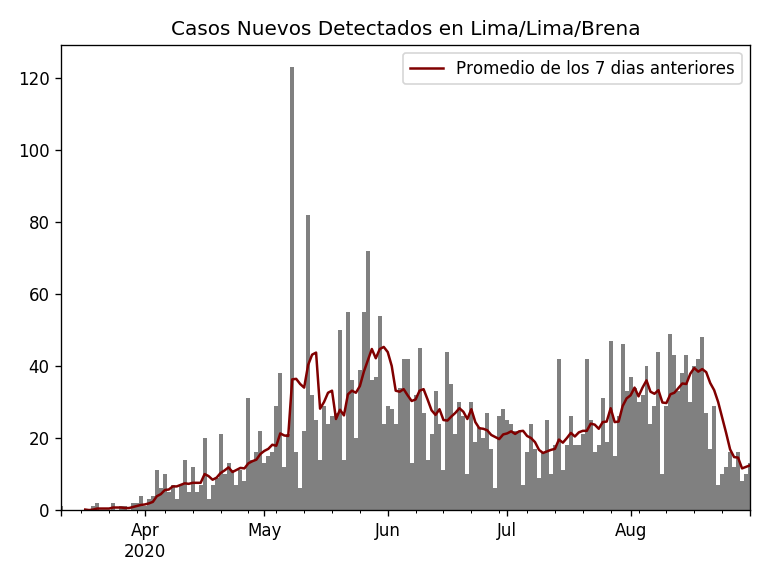 Casos Nuevos Detectados en Lima/Lima/Brena
Promedio de los 7 dias anteriores
120
100
80
60
40
20
0
Apr
2020
May
Jun
Jul
Aug